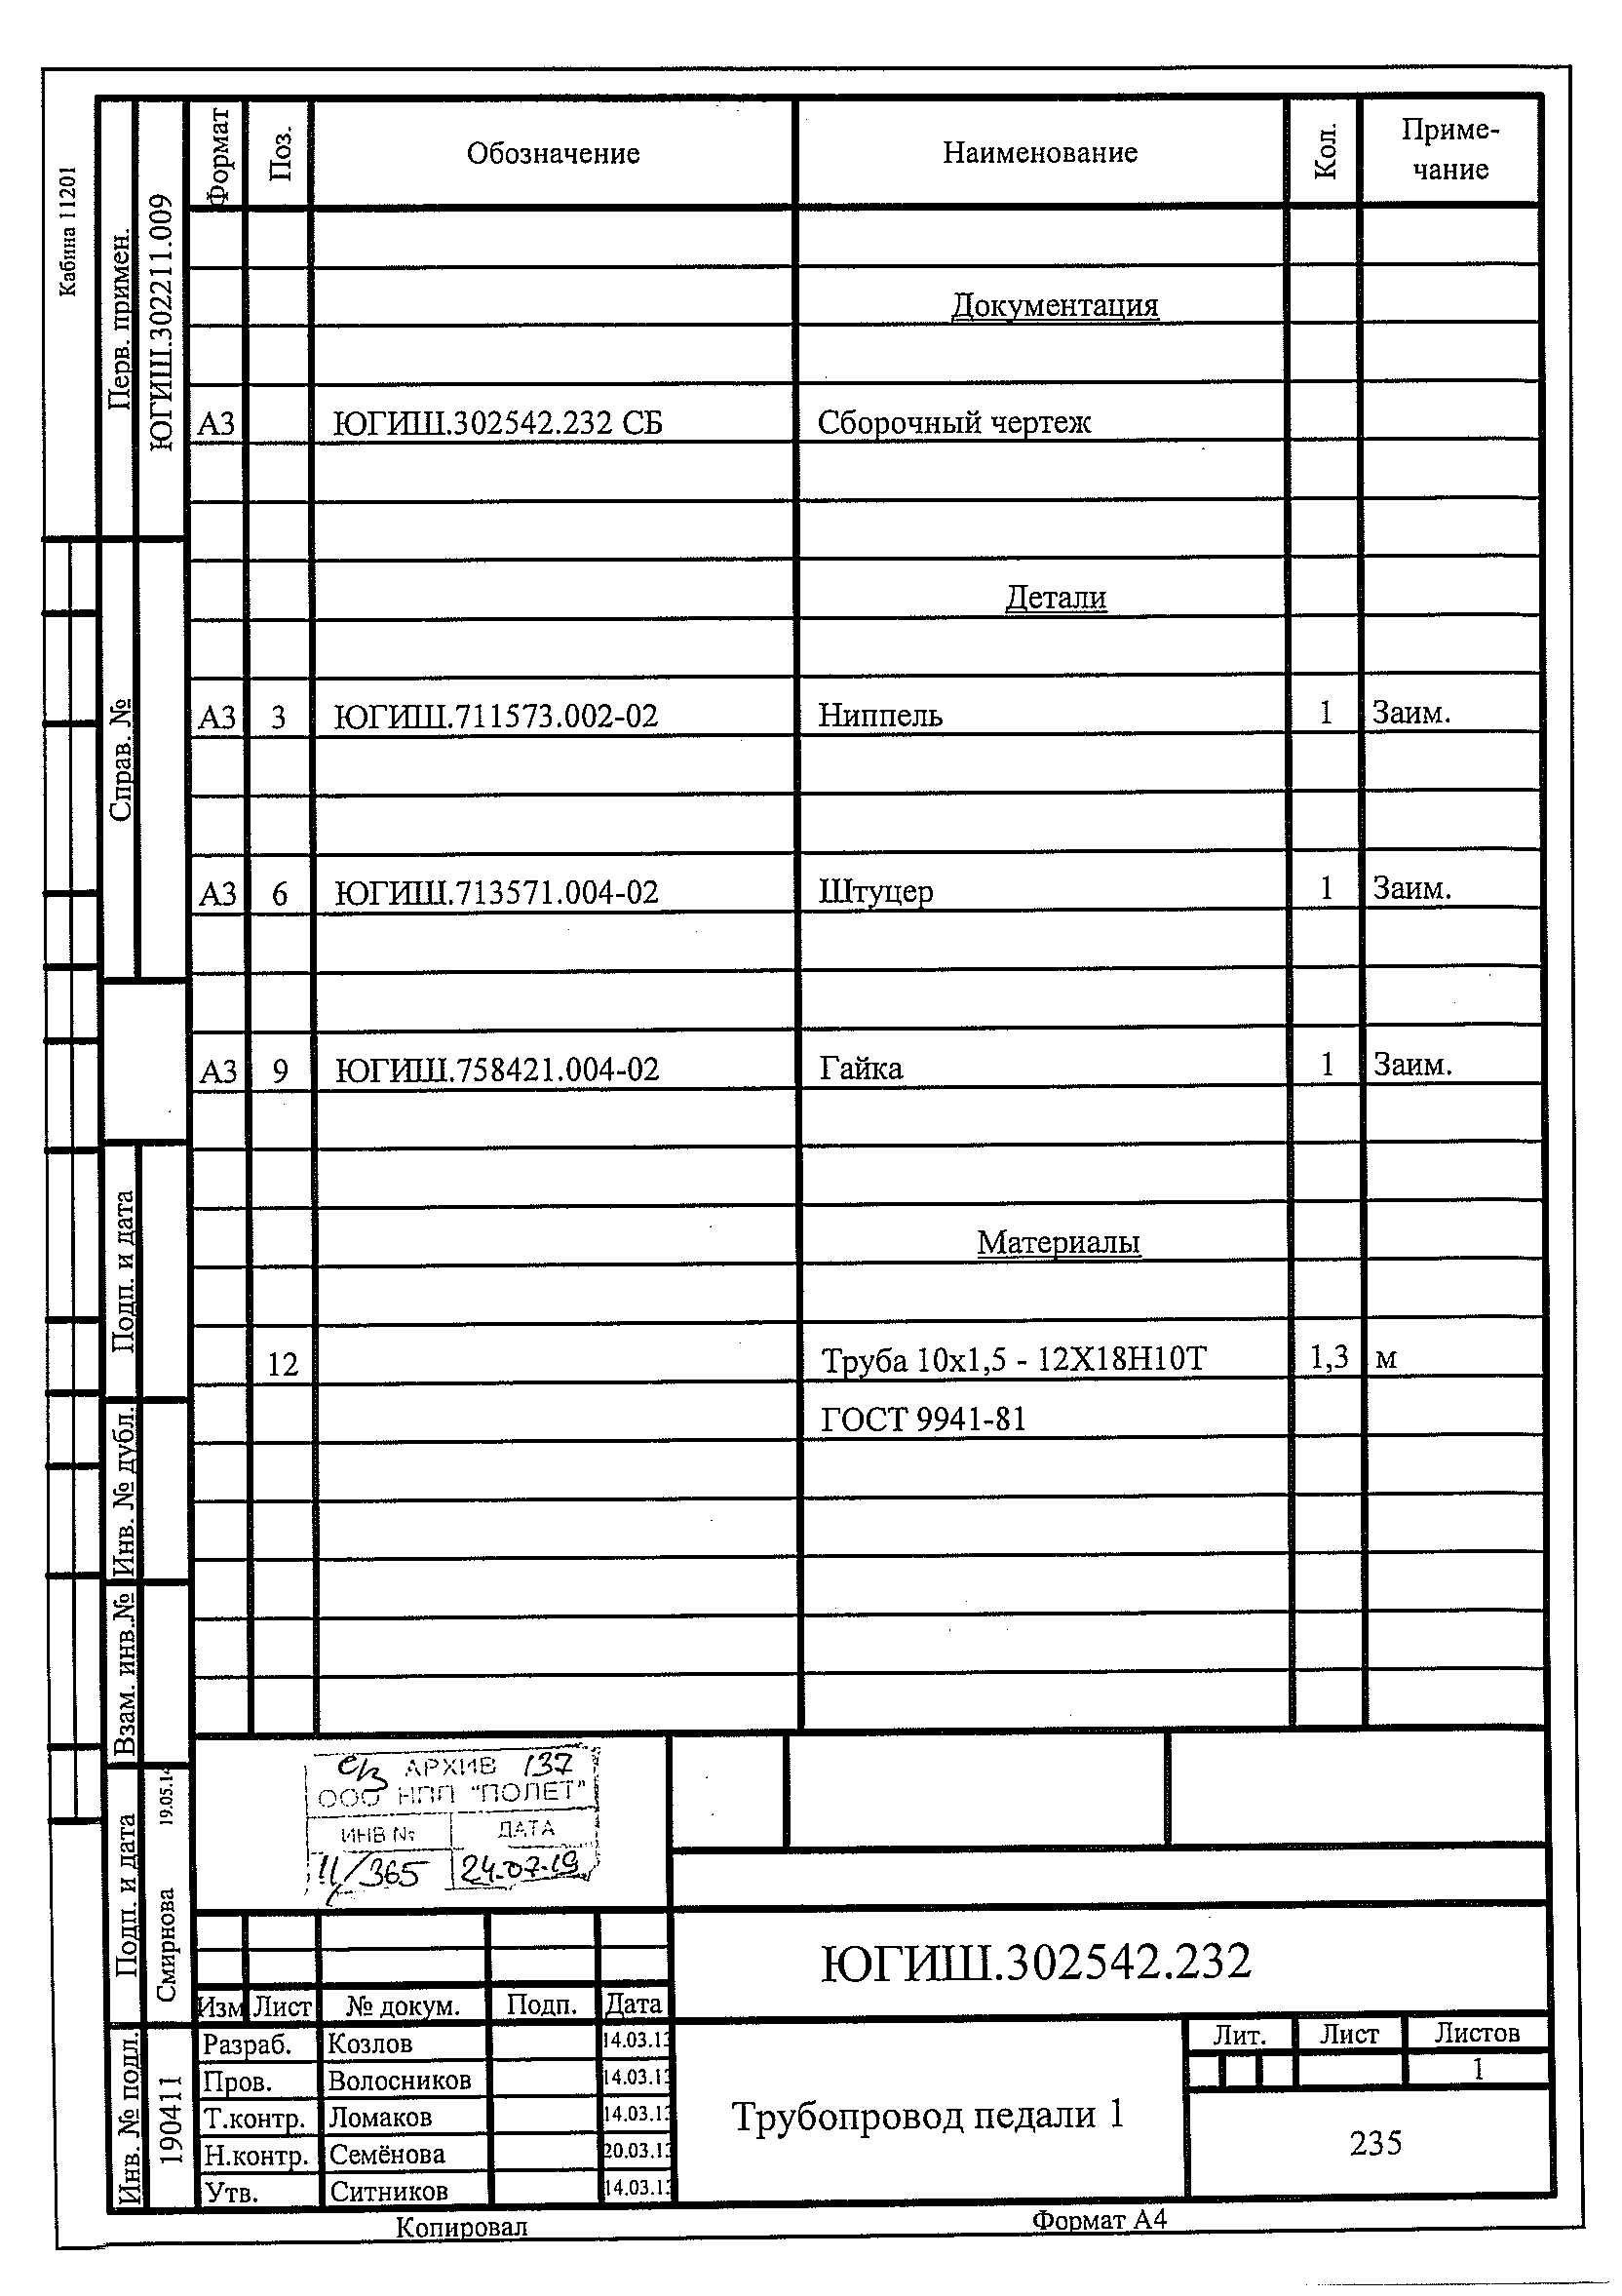 Кабина 11201
Перв. примен.
ЮГИШ.302211.009
Справ. №
Подп. и дата
Инв. № дубл.
Взам. инв.№
Подп. и дата
Смирнова 19.05.14
Инв. № подл.
190411
Формат Поз. Обозначение Наименование Кол. Приме-
чание
Документация
А3 ЮГИШ.302542.232 СБ Сборочный чертеж
Детали
А3 3 ЮГИШ.711573.002-02 Ниппель 1 Заим.
А3 6 ЮГИШ.713571.004-02 Штуцер 1 Заим.
А3 9 ЮГИШ.758421.004-02 Гайка 1 Заим.
Материалы
12 Труба 10х1,5 - 12Х18Н10Т 1,3 м
ГОСТ 9941-81
АРХИВ 137
ООО НПП "ПОЛЕТ"
ИНВ № ДАТА
11/365 24.07.19
ЮГИШ.302542.232
Изм Лист № докум. Подп. Дата
Разраб. Козлов 14.03.13
Пров. Волосников 14.03.13
Т.контр. Ломаков 14.03.13
Н.контр. Семёнова 20.03.13
Утв. Ситников 14.03.13
Трубопровод педали 1
Лит. Лист Листов
1
235
Копировал Формат А4